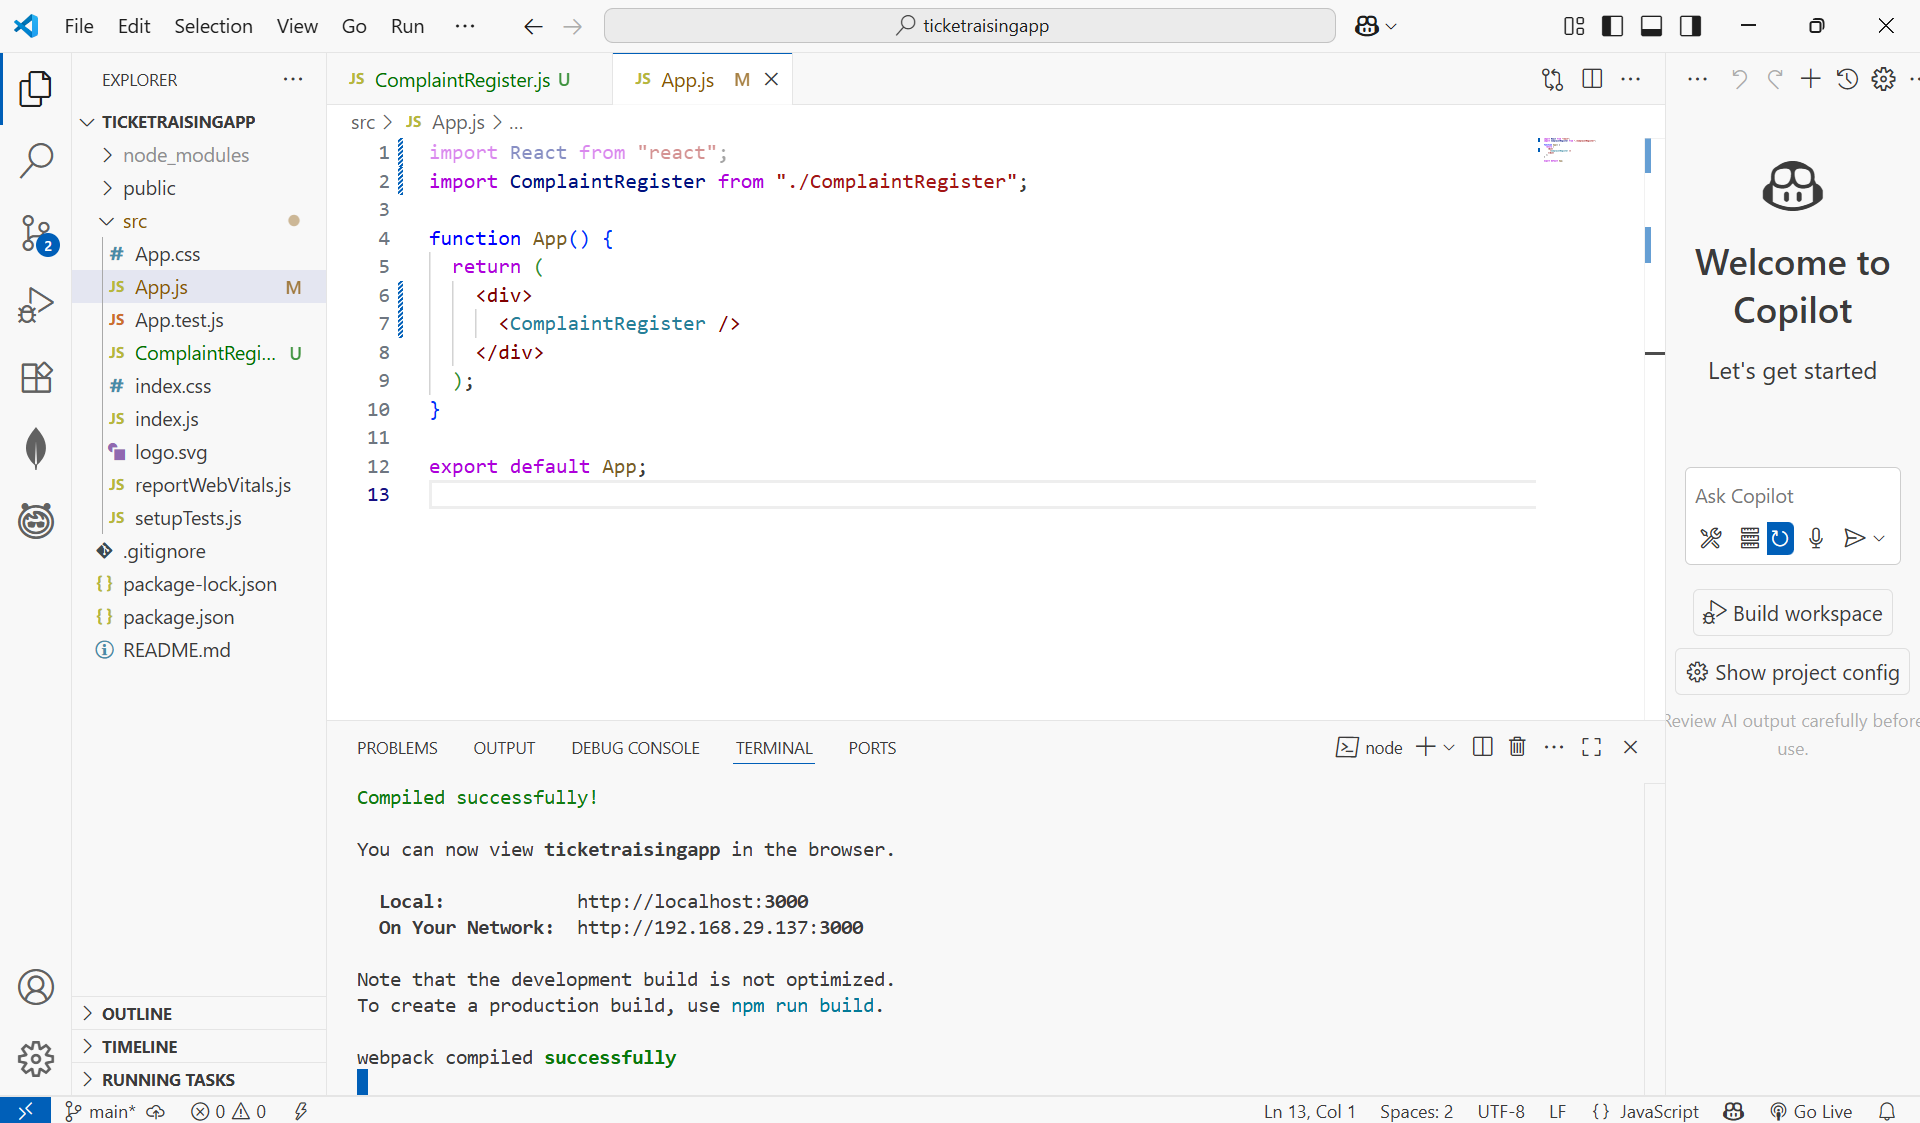 File Edit Selection View Go Run ...
ticketraisingapp
EXPLORER
TICKETRAISINGAPP
node_modules
public
src
# App.css
JS App.js M
JS App.test.js
JS ComplaintRegi... U
# index.css
JS index.js
logo.svg
JS reportWebVitals.js
JS setupTests.js
.gitignore
{} package-lock.json
{} package.json
README.md
OUTLINE
TIMELINE
RUNNING TASKS
2
JS ComplaintRegister.js U
JS App.js M
src > JS App.js > ...
1 import React from "react";
2 import ComplaintRegister from "./ComplaintRegister";
3
4 function App() {
5 return (
6 <div>
7 <ComplaintRegister />
8 </div>
9 );
10 }
11
12 export default App;
13
PROBLEMS OUTPUT DEBUG CONSOLE TERMINAL PORTS
node
Compiled successfully!
You can now view ticketraisingapp in the browser.
Local: http://localhost:3000
On Your Network: http://192.168.29.137:3000
Note that the development build is not optimized.
To create a production build, use npm run build.
webpack compiled successfully
Welcome to
Copilot
Let's get started
Ask Copilot
Build workspace
Show project config
Review AI output carefully before
use.
main* 0 0
Ln 13, Col 1 Spaces: 2 UTF-8 LF {} JavaScript Go Live